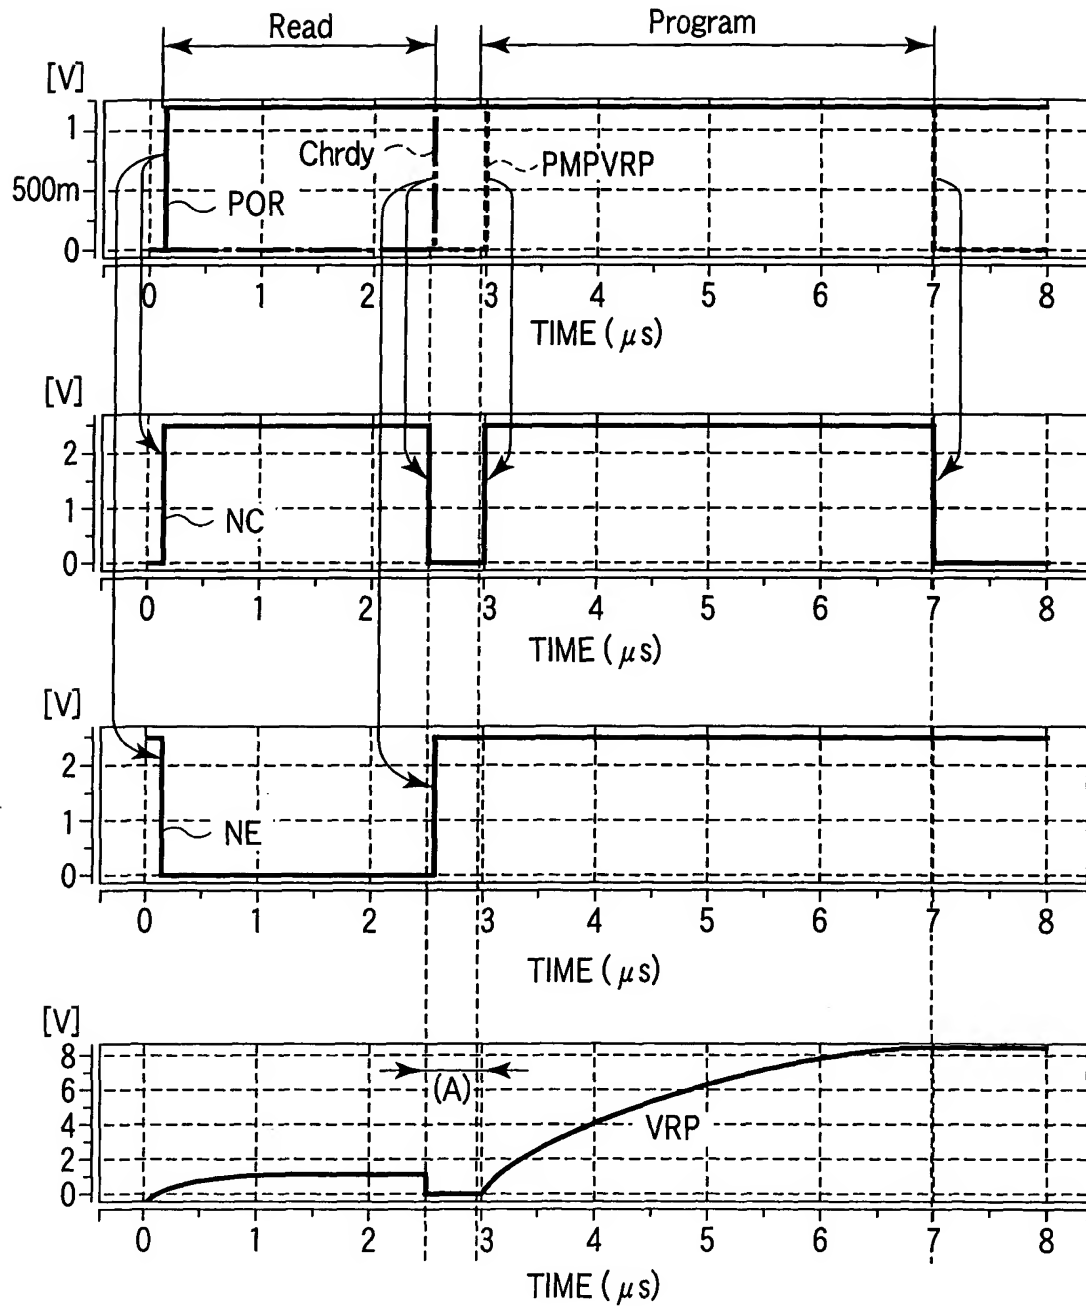 Read Program
[V]
1
500m
0
Chrdy
PMPVRP
POR
0 1 2 3 4 5 6 7 8
TIME (μs)
[V]
2
1
0
NC
0 1 2 3 4 5 6 7 8
TIME (μs)
[V]
2
1
0
NE
0 1 2 3 4 5 6 7 8
TIME (μs)
[V]
8
6
4
2
0
(A)
VRP
0 1 2 3 4 5 6 7 8
TIME (μs)